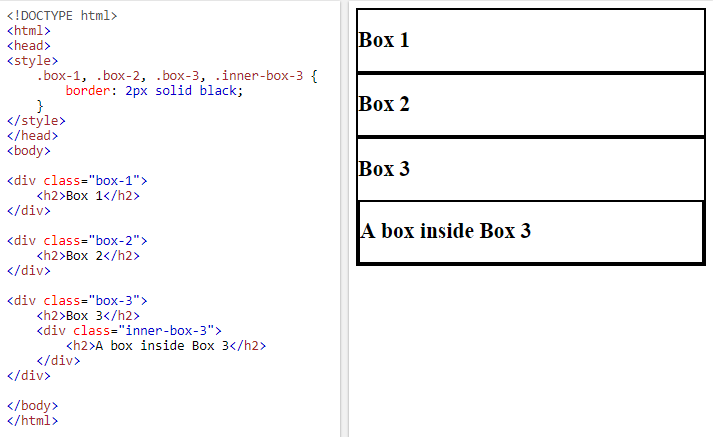 <!DOCTYPE html>
<html>
<head>
<style>
    .box-1, .box-2, .box-3, .inner-box-3 {
        border: 2px solid black;
    }
</style>
</head>
<body>

<div class="box-1">
    <h2>Box 1</h2>
</div>

<div class="box-2">
    <h2>Box 2</h2>
</div>

<div class="box-3">
    <h2>Box 3</h2>
    <div class="inner-box-3">
        <h2>A box inside Box 3</h2>
    </div>
</div>

</body>
</html>
Box 1
Box 2
Box 3
A box inside Box 3